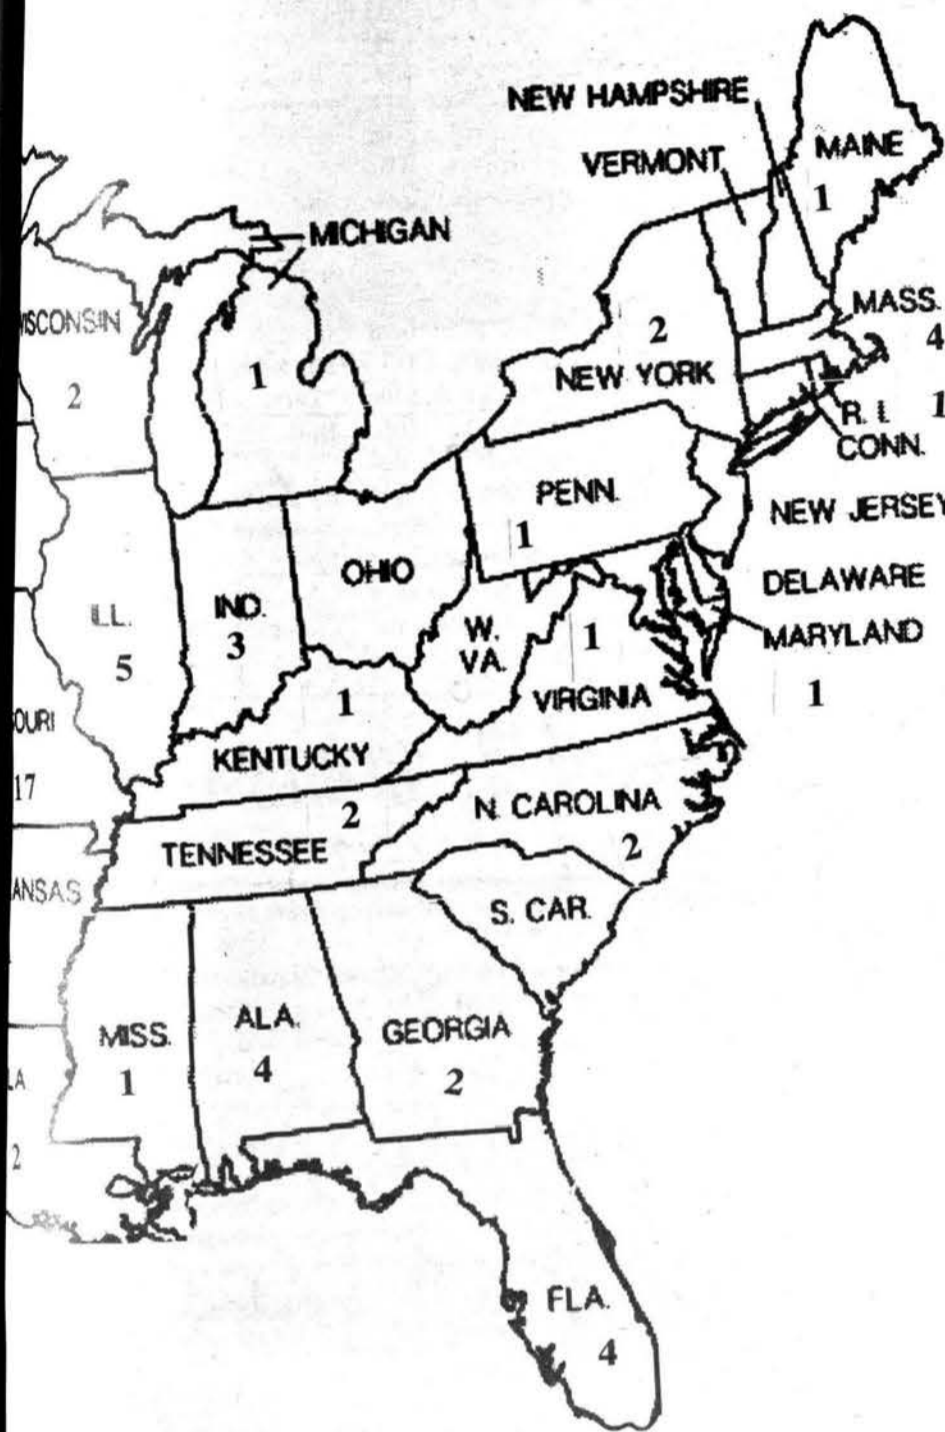 NEW HAMPSHIRE
VERMONT
MAINE
1
MICHIGAN
MASS.
4
ISCONSIN
2
2
NEW YORK
1
R. I.
1
CONN.
PENN.
1
NEW JERSEY
OHIO
DELAWARE
ILL.
5
IND.
3
W.
VA.
1
MARYLAND
1
VIRGINIA
1
KENTUCKY
OURI
17
2
TENNESSEE
N. CAROLINA
2
ANSAS
S. CAR.
MISS.
1
ALA.
4
GEORGIA
2
LA
2
FLA.
4